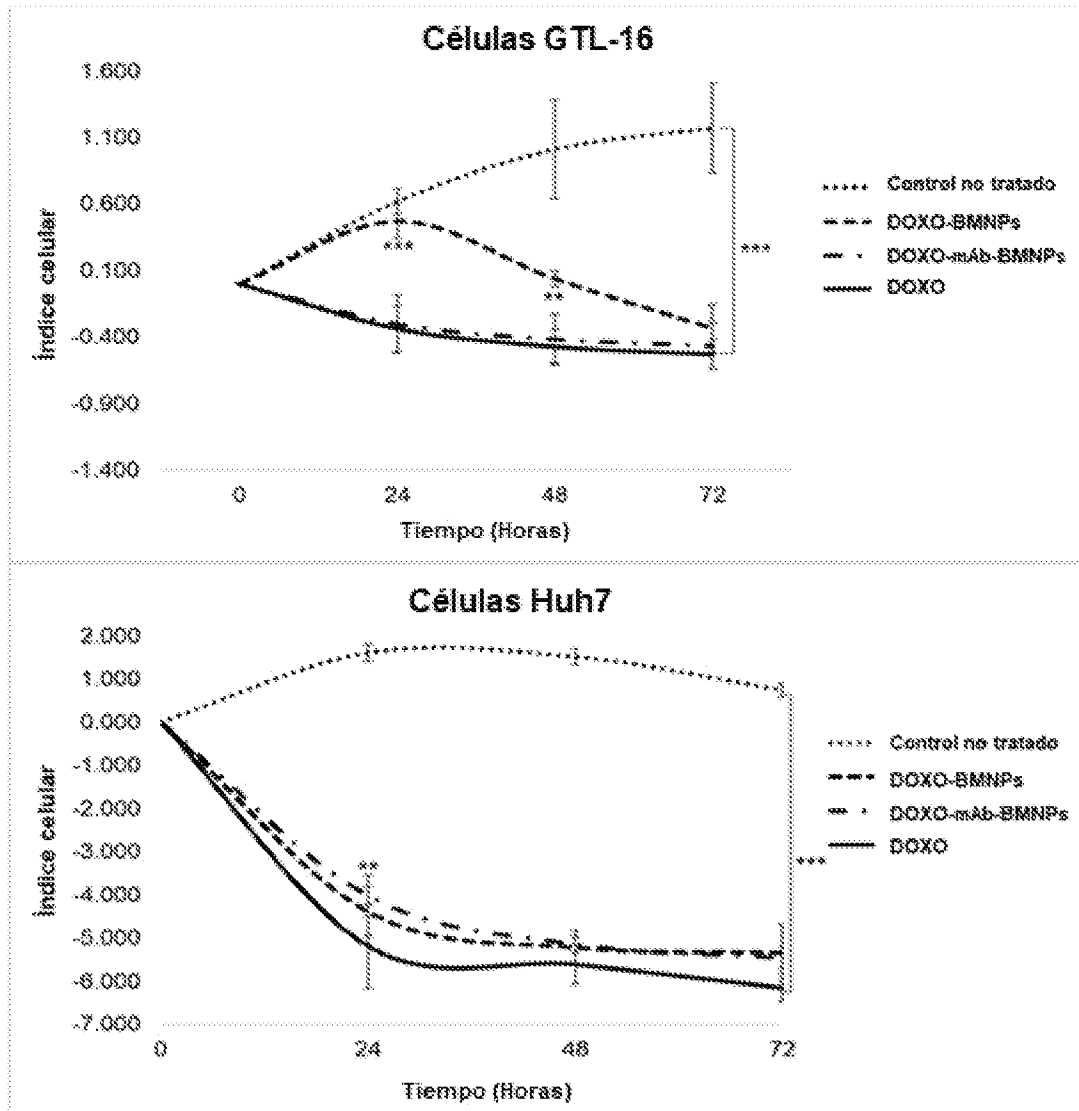 Células GTL-16
1.600
1.100
0.600
0.100
-0.400
-0.900
-1.400
Índice celular
0 24 48 72
Tiempo (Horas)
***
**
***
Control no tratado
DOXO-BMNPs
DOXO-mAb-BMNPs
DOXO
Células Huh7
2.000
1.000
0.000
-1.000
-2.000
-3.000
-4.000
-5.000
-6.000
-7.000
Índice celular
0 24 48 72
Tiempo (Horas)
**
***
Control no tratado
DOXO-BMNPs
DOXO-mAb-BMNPs
DOXO